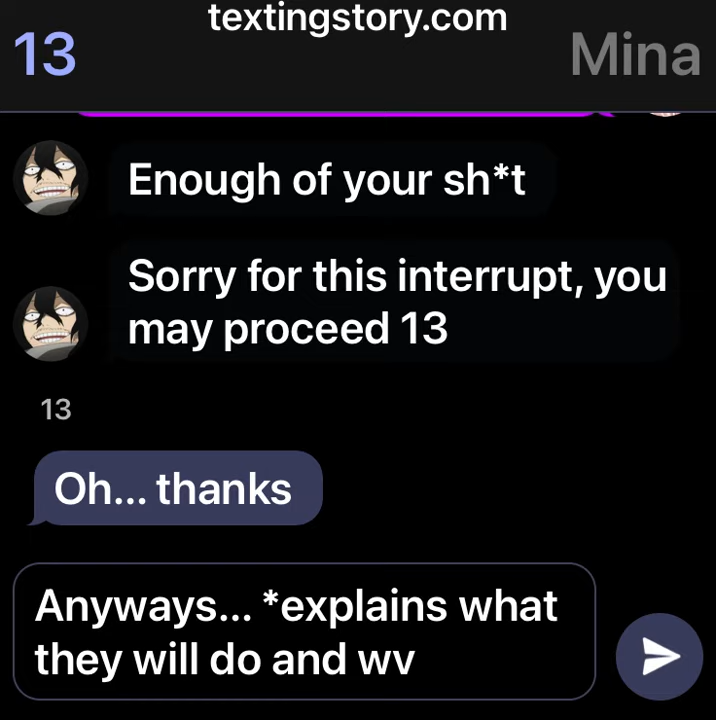 textingstory.com
13
Mina
Enough of your sh*t
Sorry for this interrupt, you
may proceed 13
13
Oh... thanks
Anyways... *explains what
they will do and wv